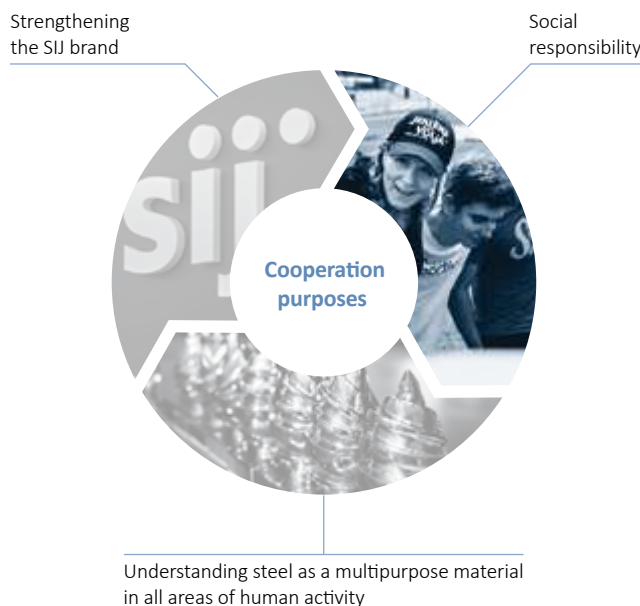 Strengthening
the SIJ brand
Social
responsibility
sij
Cooperation
purposes
Understanding steel as a multipurpose material
in all areas of human activity